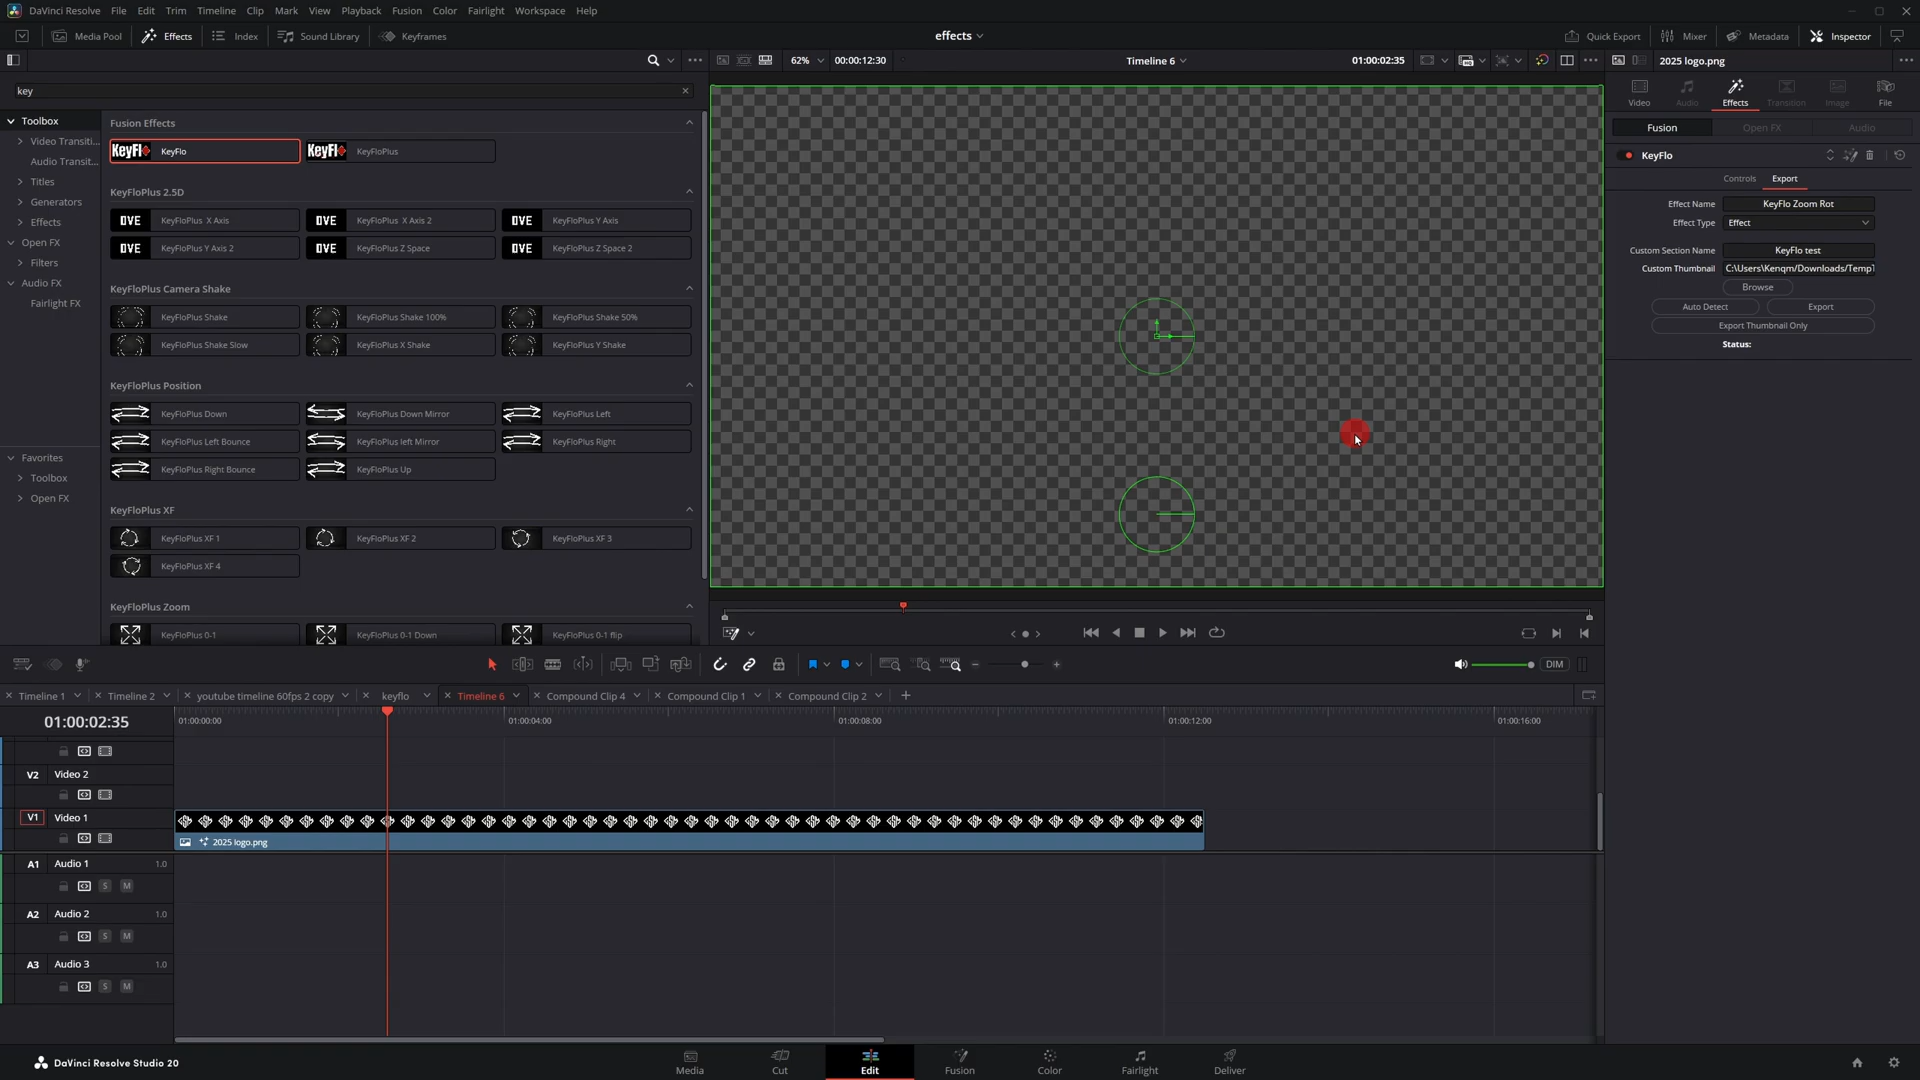 DaVinci Resolve File Edit Trim Timeline Clip Mark View Playback Fusion Color Fairlight Workspace Help
Media Pool Effects Index Sound Library Keyframes effects Quick Export Mixer Metadata Inspector
62% 00:00:12:30 Timeline 6 01:00:02:35 2025 logo.png
key
Video Audio Effects Transition Image File
Toolbox
Video Transiti...
Audio Transit...
Titles
Generators
Effects
Open FX
Filters
Audio FX
Fairlight FX
Favorites
Toolbox
Open FX
Fusion Effects
KeyFl KeyFlo KeyFl KeyFloPlus
KeyFloPlus 2.5D
DVE KeyFloPlus X Axis DVE KeyFloPlus X Axis 2 DVE KeyFloPlus Y Axis
DVE KeyFloPlus Y Axis 2 DVE KeyFloPlus Z Space DVE KeyFloPlus Z Space 2
KeyFloPlus Camera Shake
KeyFloPlus Shake KeyFloPlus Shake 100% KeyFloPlus Shake 50%
KeyFloPlus Shake Slow KeyFloPlus X Shake KeyFloPlus Y Shake
KeyFloPlus Position
KeyFloPlus Down KeyFloPlus Down Mirror KeyFloPlus Left
KeyFloPlus Left Bounce KeyFloPlus left Mirror KeyFloPlus Right
KeyFloPlus Right Bounce KeyFloPlus Up
KeyFloPlus XF
KeyFloPlus XF 1 KeyFloPlus XF 2 KeyFloPlus XF 3
KeyFloPlus XF 4
KeyFloPlus Zoom
KeyFloPlus 0-1 KeyFloPlus 0-1 Down KeyFloPlus 0-1 flip
Fusion Open FX Audio
KeyFlo
Controls Export
Effect Name KeyFlo Zoom Rot
Effect Type Effect
Custom Section Name KeyFlo test
Custom Thumbnail C:\Users\Kenqm/Downloads/Temp1
Browse
Auto Detect Export
Export Thumbnail Only
Status:
DIM
Timeline 1 Timeline 2 youtube timeline 60fps 2 copy keyflo Timeline 6 Compound Clip 4 Compound Clip 1 Compound Clip 2
01:00:02:35 01:00:00:00 01:00:04:00 01:00:08:00 01:00:12:00 01:00:16:00
V2 Video 2
V1 Video 1
2025 logo.png
A1 Audio 1 1.0
S M
A2 Audio 2 1.0
S M
A3 Audio 3 1.0
S M
DaVinci Resolve Studio 20
Media Cut Edit Fusion Color Fairlight Deliver